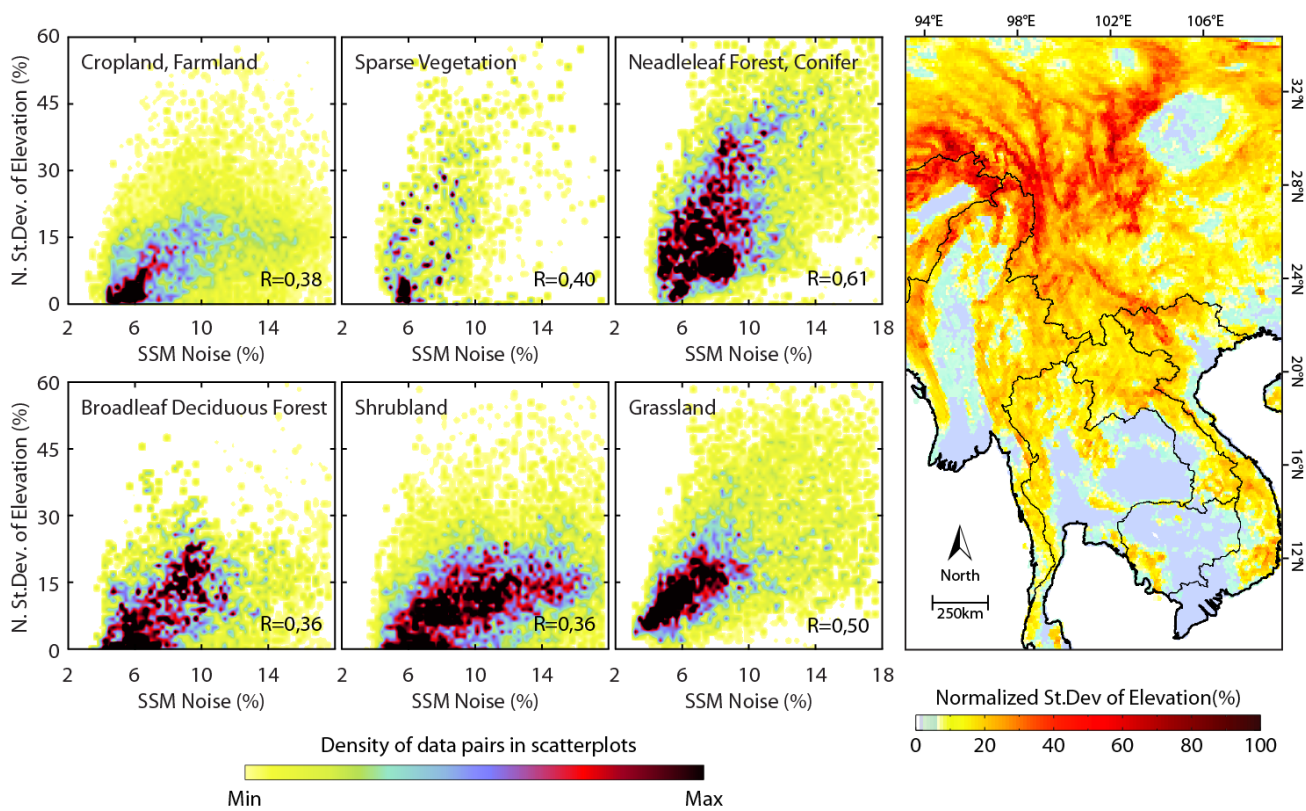 94°E 98°E 102°E 106°E
N. St.Dev. of Elevation (%)
60
45
30
15
0
Cropland, Farmland
R=0,38
Sparse Vegetation
R=0,40
Neadleleaf Forest, Conifer
R=0,61
2 6 10 14 2 6 10 14 2 6 10 14 18
SSM Noise (%) SSM Noise (%) SSM Noise (%)
N. St.Dev. of Elevation (%)
60
45
30
15
0
Broadleaf Deciduous Forest
R=0,36
Shrubland
R=0,36
Grassland
R=0,50
2 6 10 14 2 6 10 14 2 6 10 14 18
SSM Noise (%) SSM Noise (%) SSM Noise (%)
Density of data pairs in scatterplots
Min Max
32°N
28°N
24°N
20°N
16°N
12°N
North
250km
Normalized St.Dev of Elevation(%)
0 20 40 60 80 100